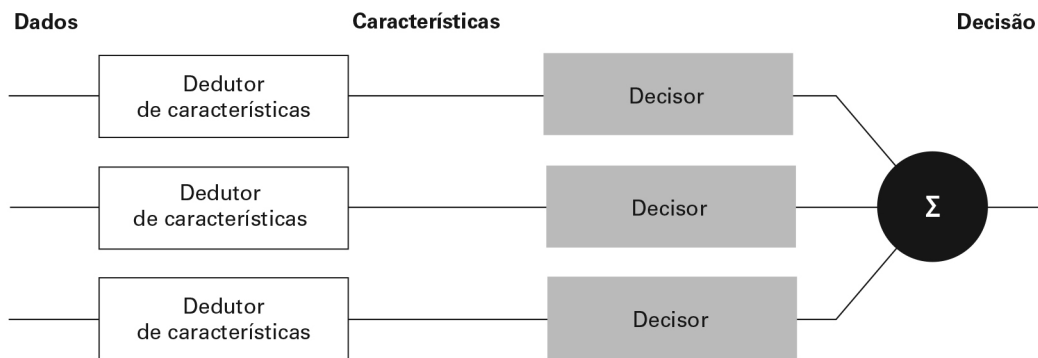 Dados
Características
Decisão
Dedutor
de características
Decisor
Dedutor
de características
Decisor
Σ
Dedutor
de características
Decisor